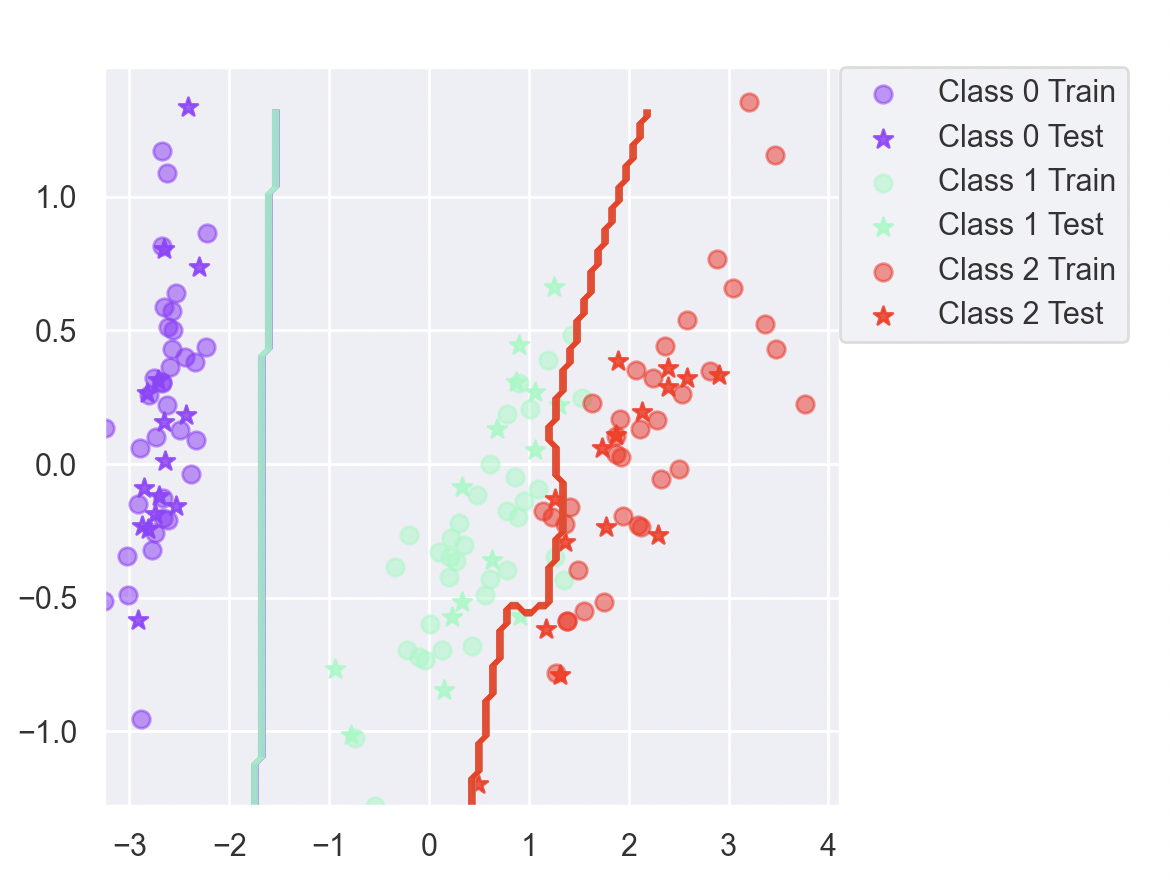 Class 0 Train
Class 0 Test
Class 1 Train
Class 1 Test
Class 2 Train
Class 2 Test
1.0
0.5
0.0
−0.5
−1.0
−3 −2 −1 0 1 2 3 4